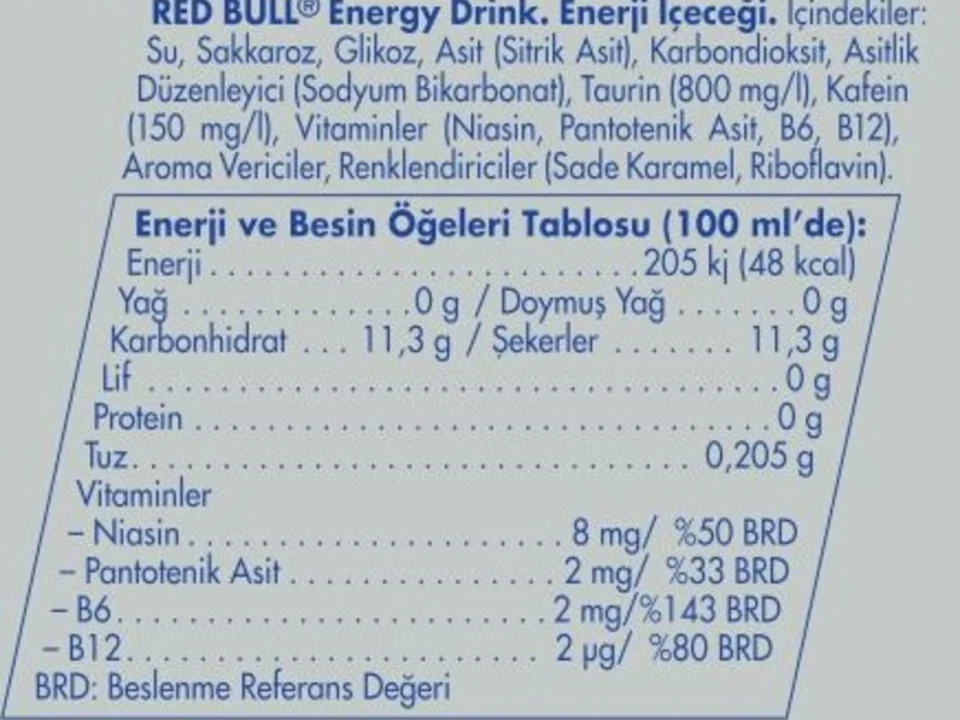 RED BULL® Energy Drink. Enerji İçeceği. İçindekiler:
Su, Sakkaroz, Glikoz, Asit (Sitrik Asit), Karbondioksit, Asitlik
Düzenleyici (Sodyum Bikarbonat), Taurin (800 mg/l), Kafein
(150 mg/l), Vitaminler (Niasin, Pantotenik Asit, B6, B12),
Aroma Vericiler, Renklendiriciler (Sade Karamel, Riboflavin).
Enerji ve Besin Öğeleri Tablosu (100 ml’de):
Enerji........................205 kj (48 kcal)
Yağ .............0 g / Doymuş Yağ .......0 g
Karbonhidrat ... 11,3 g / Şekerler ....... 11,3 g
Lif ...................................0 g
Protein ................................0 g
Tuz............................... 0,205 g
Vitaminler
– Niasin.....................8 mg/ %50 BRD
– Pantotenik Asit...............2 mg/ %33 BRD
– B6........................2 mg/%143 BRD
– B12....................... 2 µg/ %80 BRD
BRD: Beslenme Referans Değeri